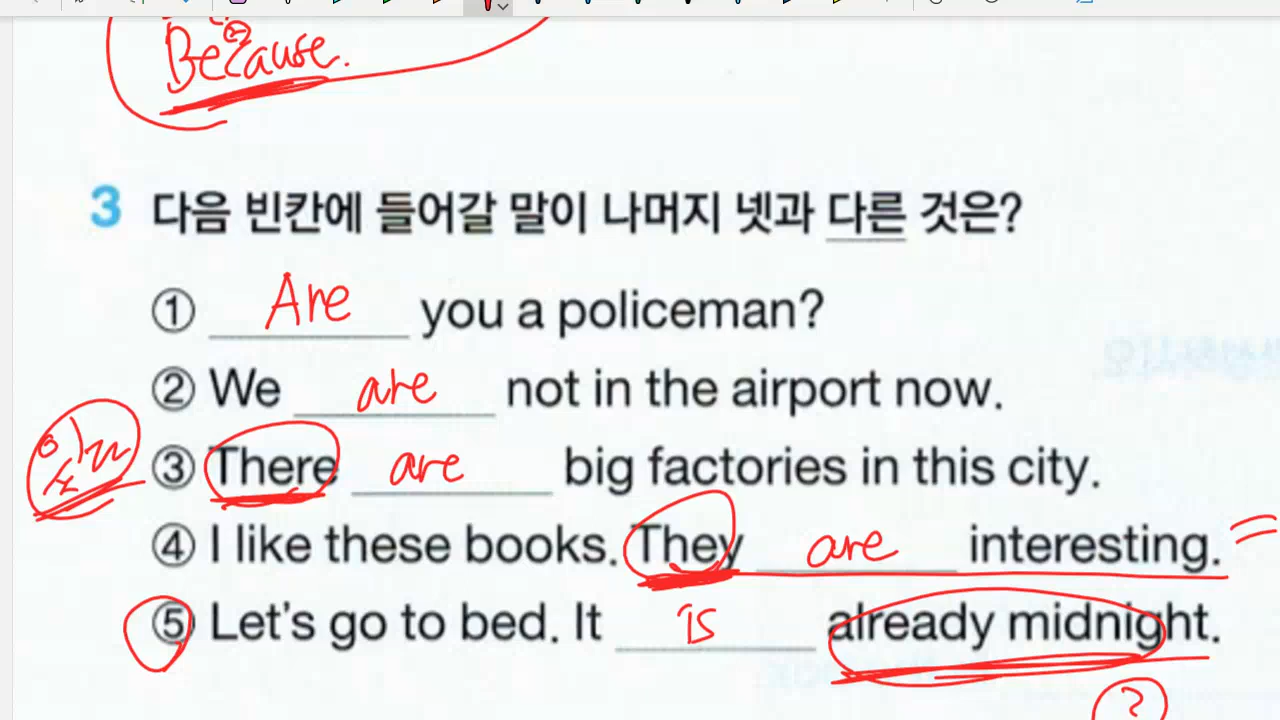 Because.
3 다음 빈칸에 들어갈 말이 나머지 넷과 다른 것은?
① Are you a policeman?
② We are not in the airport now.
③ There are big factories in this city.
④ I like these books. They are interesting.
⑤ Let's go to bed. It is already midnight.
?